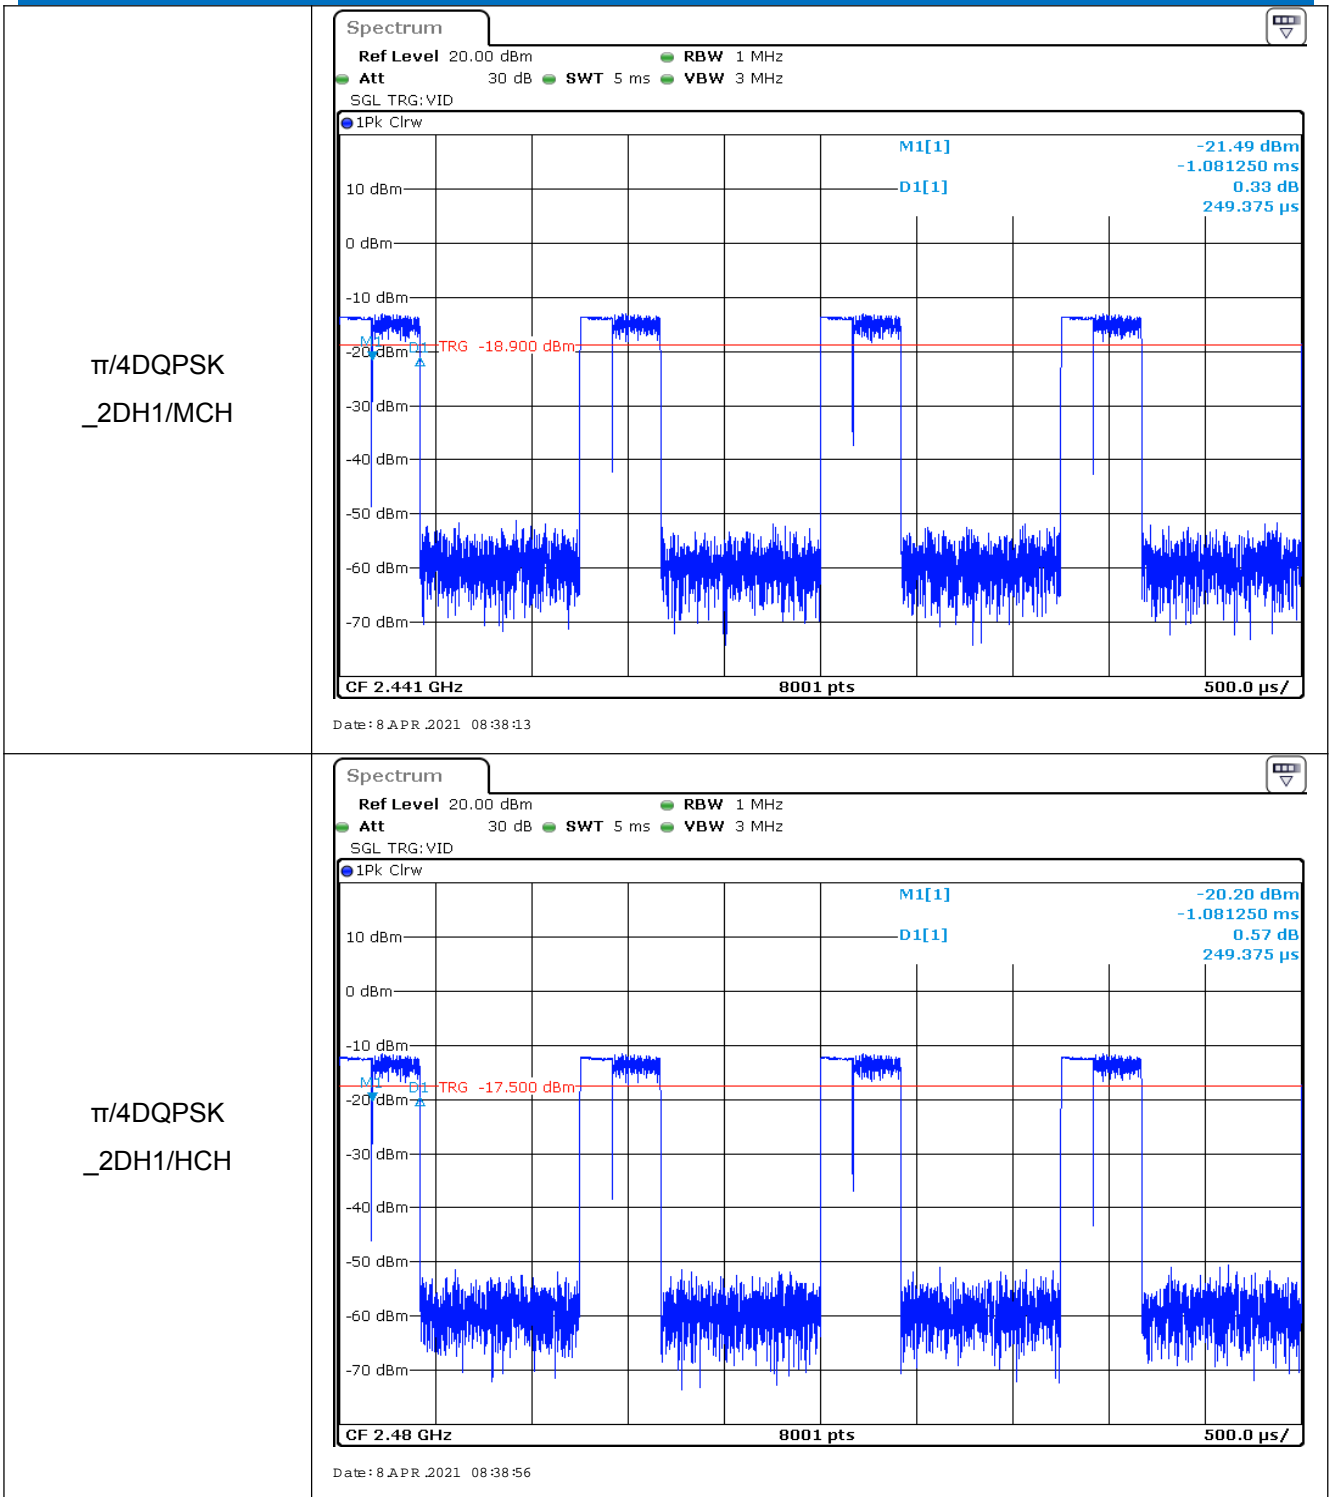 π/4DQPSK
_2DH1/MCH
Spectrum
Ref Level 20.00 dBm RBW 1 MHz
Att 30 dB SWT 5 ms VBW 3 MHz
SGL TRG:VID
1Pk Clrw
M1[1] -21.49 dBm
-1.081250 ms
10 dBm D1[1] 0.33 dB
249.375 µs
0 dBm
-10 dBm
M1
D1 TRG -18.900 dBm
-20 dBm
-30 dBm
-40 dBm
-50 dBm
-60 dBm
-70 dBm
CF 2.441 GHz 8001 pts 500.0 µs/
Date: 8.APR.2021 08:38:13
π/4DQPSK
_2DH1/HCH
Spectrum
Ref Level 20.00 dBm RBW 1 MHz
Att 30 dB SWT 5 ms VBW 3 MHz
SGL TRG:VID
1Pk Clrw
M1[1] -20.20 dBm
-1.081250 ms
10 dBm D1[1] 0.57 dB
249.375 µs
0 dBm
-10 dBm
M1
D1 TRG -17.500 dBm
-20 dBm
-30 dBm
-40 dBm
-50 dBm
-60 dBm
-70 dBm
CF 2.48 GHz 8001 pts 500.0 µs/
Date: 8.APR.2021 08:38:56